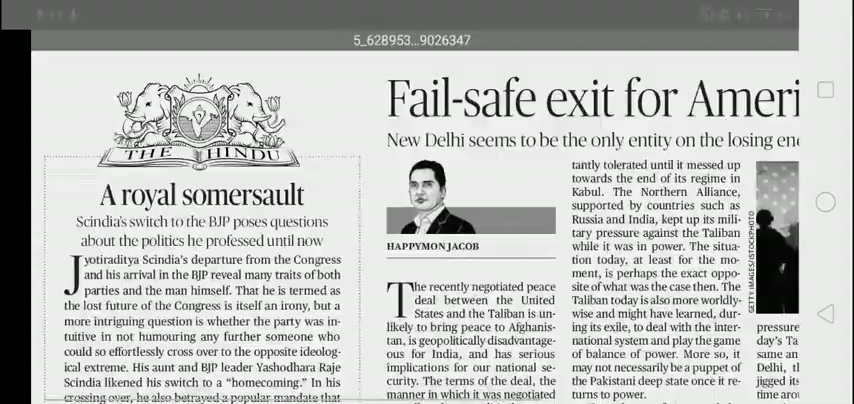 5_628953...9026347
THE HINDU
A royal somersault
Scindia's switch to the BJP poses questions
about the politics he professed until now
Jyotiraditya Scindia's departure from the Congress
and his arrival in the BJP reveal many traits of both
parties and the man himself. That he is termed as
the lost future of the Congress is itself an irony, but a
more intriguing question is whether the party was in-
tuitive in not humouring any further someone who
could so effortlessly cross over to the opposite ideolog-
ical extreme. His aunt and BJP leader Yashodhara Raje
Scindia likened his switch to a “homecoming.” In his
crossing over, he also betrayed a popular mandate that
Fail-safe exit for Ameri
New Delhi seems to be the only entity on the losing end
HAPPYMON JACOB
The recently negotiated peace
deal between the United
States and the Taliban is un-
likely to bring peace to Afghanis-
tan, is geopolitically disadvantage-
ous for India, and has serious
implications for our national se-
curity. The terms of the deal, the
manner in which it was negotiated
tantly tolerated until it messed up
towards the end of its regime in
Kabul. The Northern Alliance,
supported by countries such as
Russia and India, kept up its mili-
tary pressure against the Taliban
while it was in power. The situa-
tion today, at least for the mo-
ment, is perhaps the exact oppo-
site of what was the case then. The
Taliban today is also more worldly-
wise and might have learned, dur-
ing its exile, to deal with the inter-
national system and play the game
of balance of power. More so, it
may not necessarily be a puppet of
the Pakistani deep state once it re-
turns to power.
GETTY IMAGES/ISTOCKPHOTO
pressure
day's Ta
same an
Delhi, t
jigged its
time aro